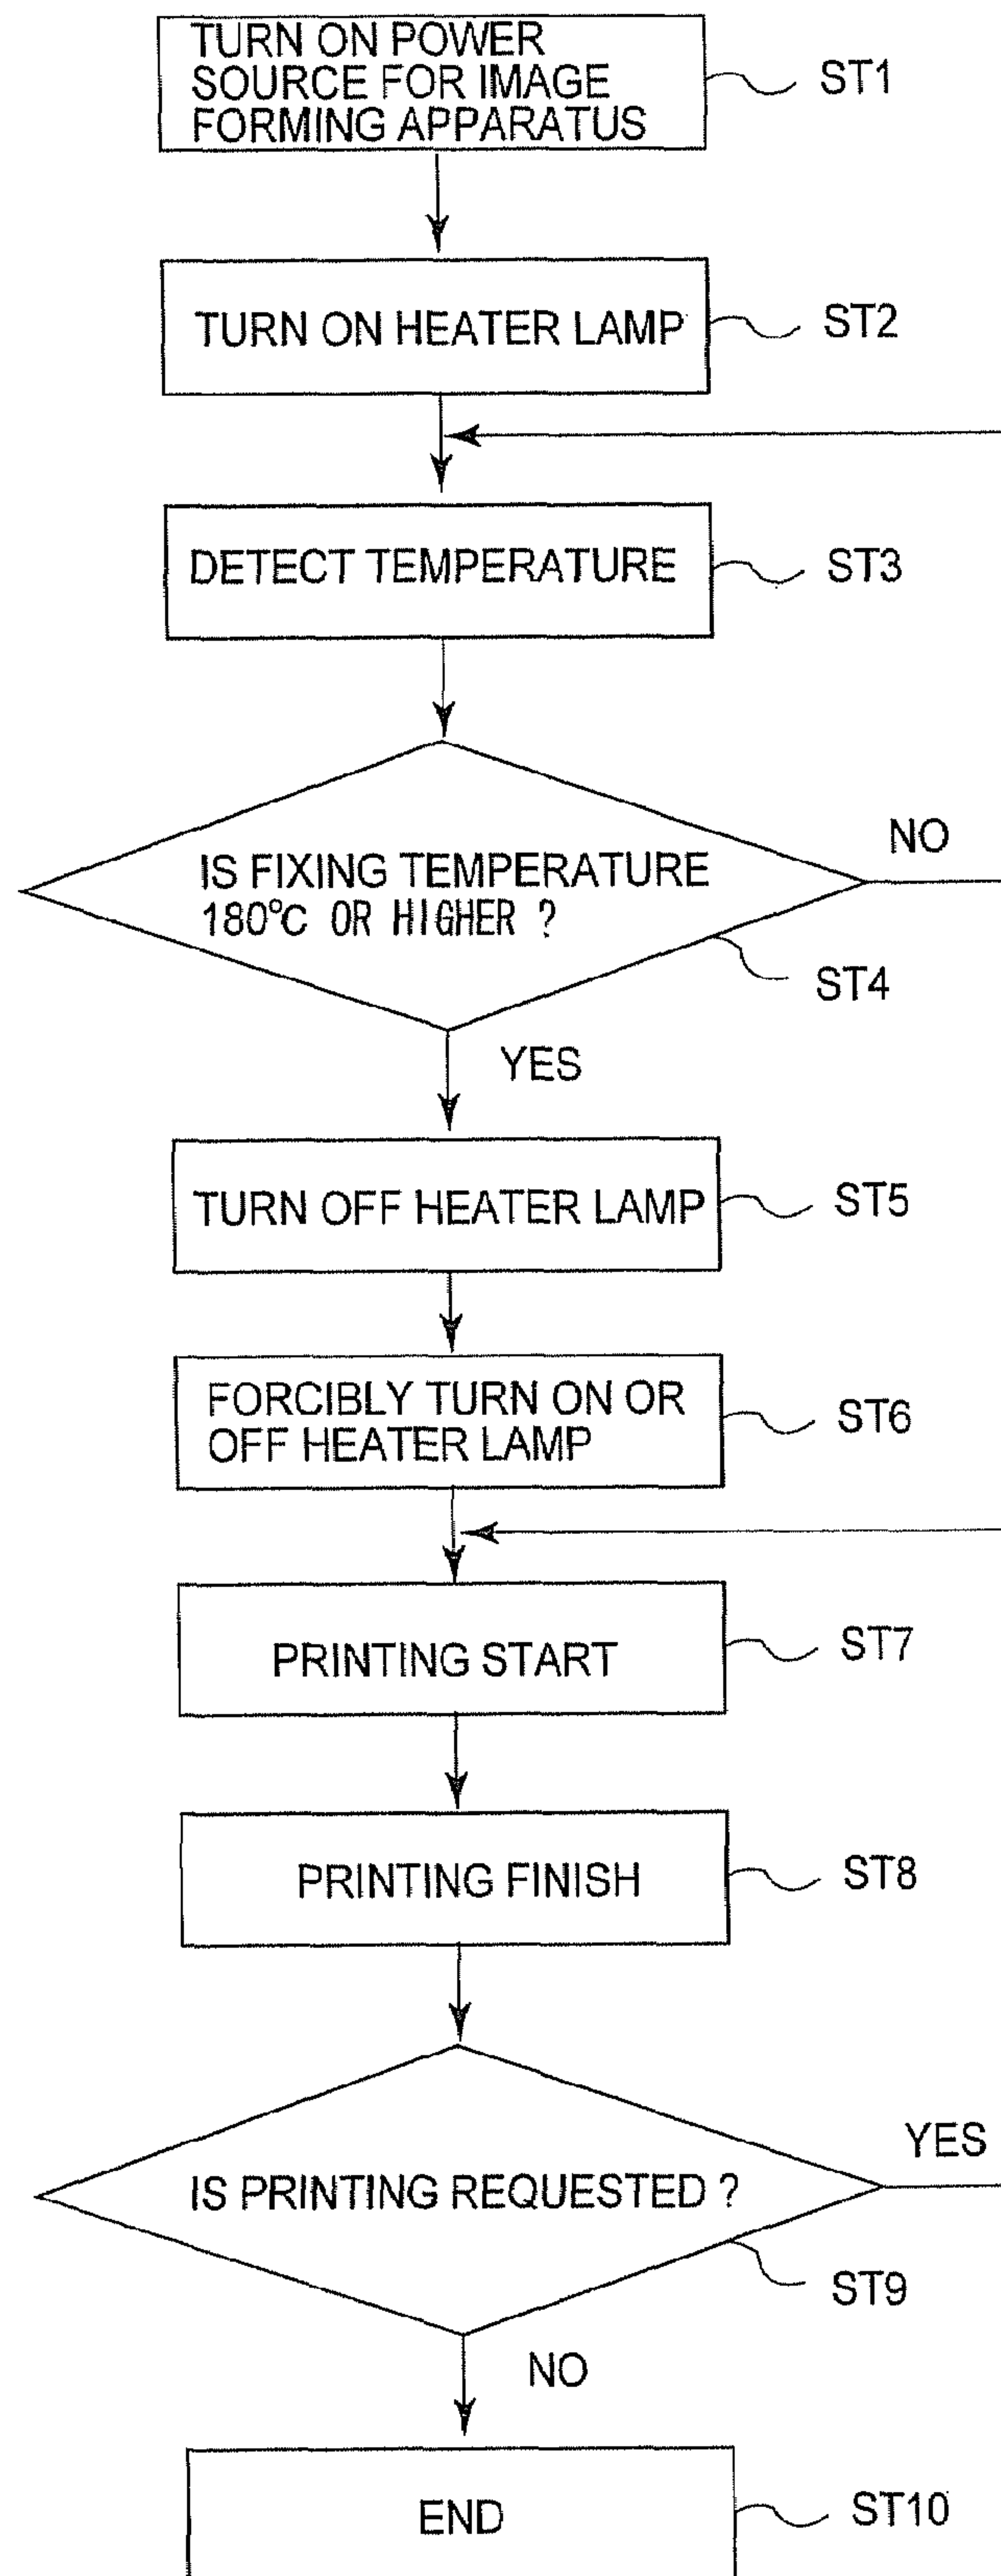 TURN ON POWER
SOURCE FOR IMAGE
FORMING APPARATUS
ST1
TURN ON HEATER LAMP
ST2
DETECT TEMPERATURE
ST3
IS FIXING TEMPERATURE
180°C OR HIGHER ?
NO
ST4
YES
TURN OFF HEATER LAMP
ST5
FORCIBLY TURN ON OR
OFF HEATER LAMP
ST6
PRINTING START
ST7
PRINTING FINISH
ST8
IS PRINTING REQUESTED ?
YES
ST9
NO
END
ST10